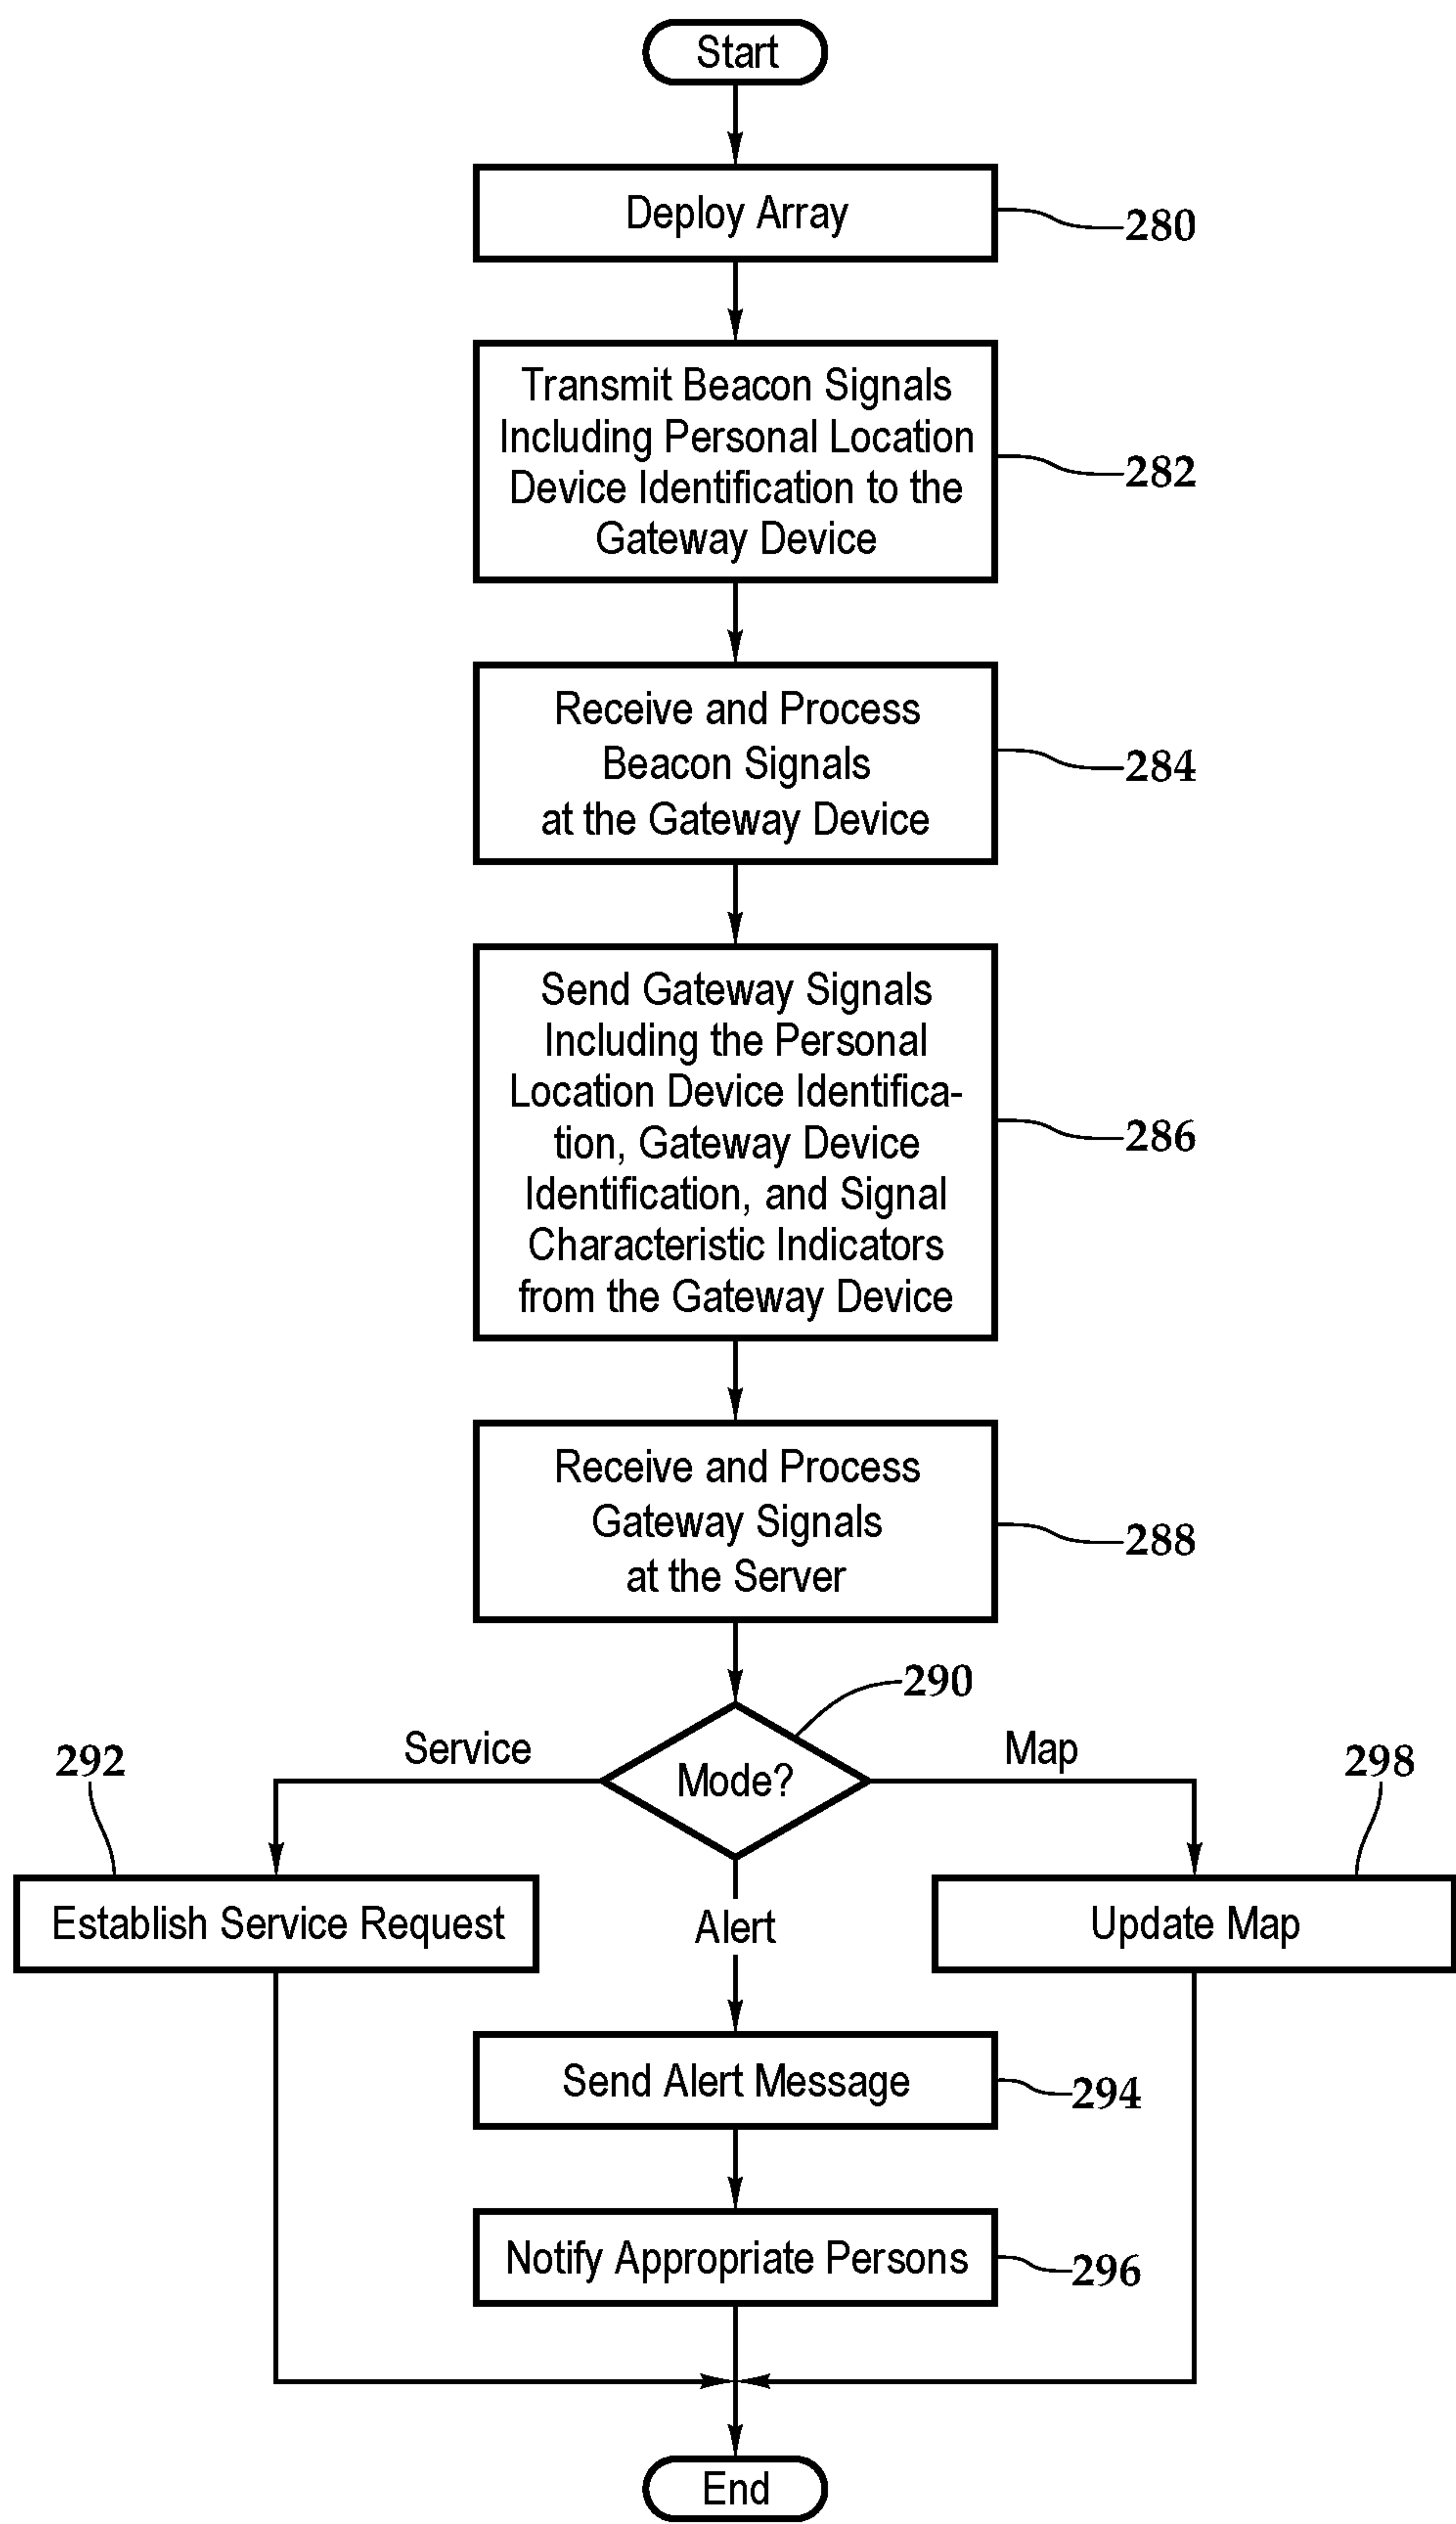 Start
Deploy Array
280
Transmit Beacon Signals
Including Personal Location
Device Identification to the
Gateway Device
282
Receive and Process
Beacon Signals
at the Gateway Device
284
Send Gateway Signals
Including the Personal
Location Device Identifica-
tion, Gateway Device
Identification, and Signal
Characteristic Indicators
from the Gateway Device
286
Receive and Process
Gateway Signals
at the Server
288
290
Mode?
Service
Map
292
298
Establish Service Request
Alert
Update Map
Send Alert Message
294
Notify Appropriate Persons
296
End